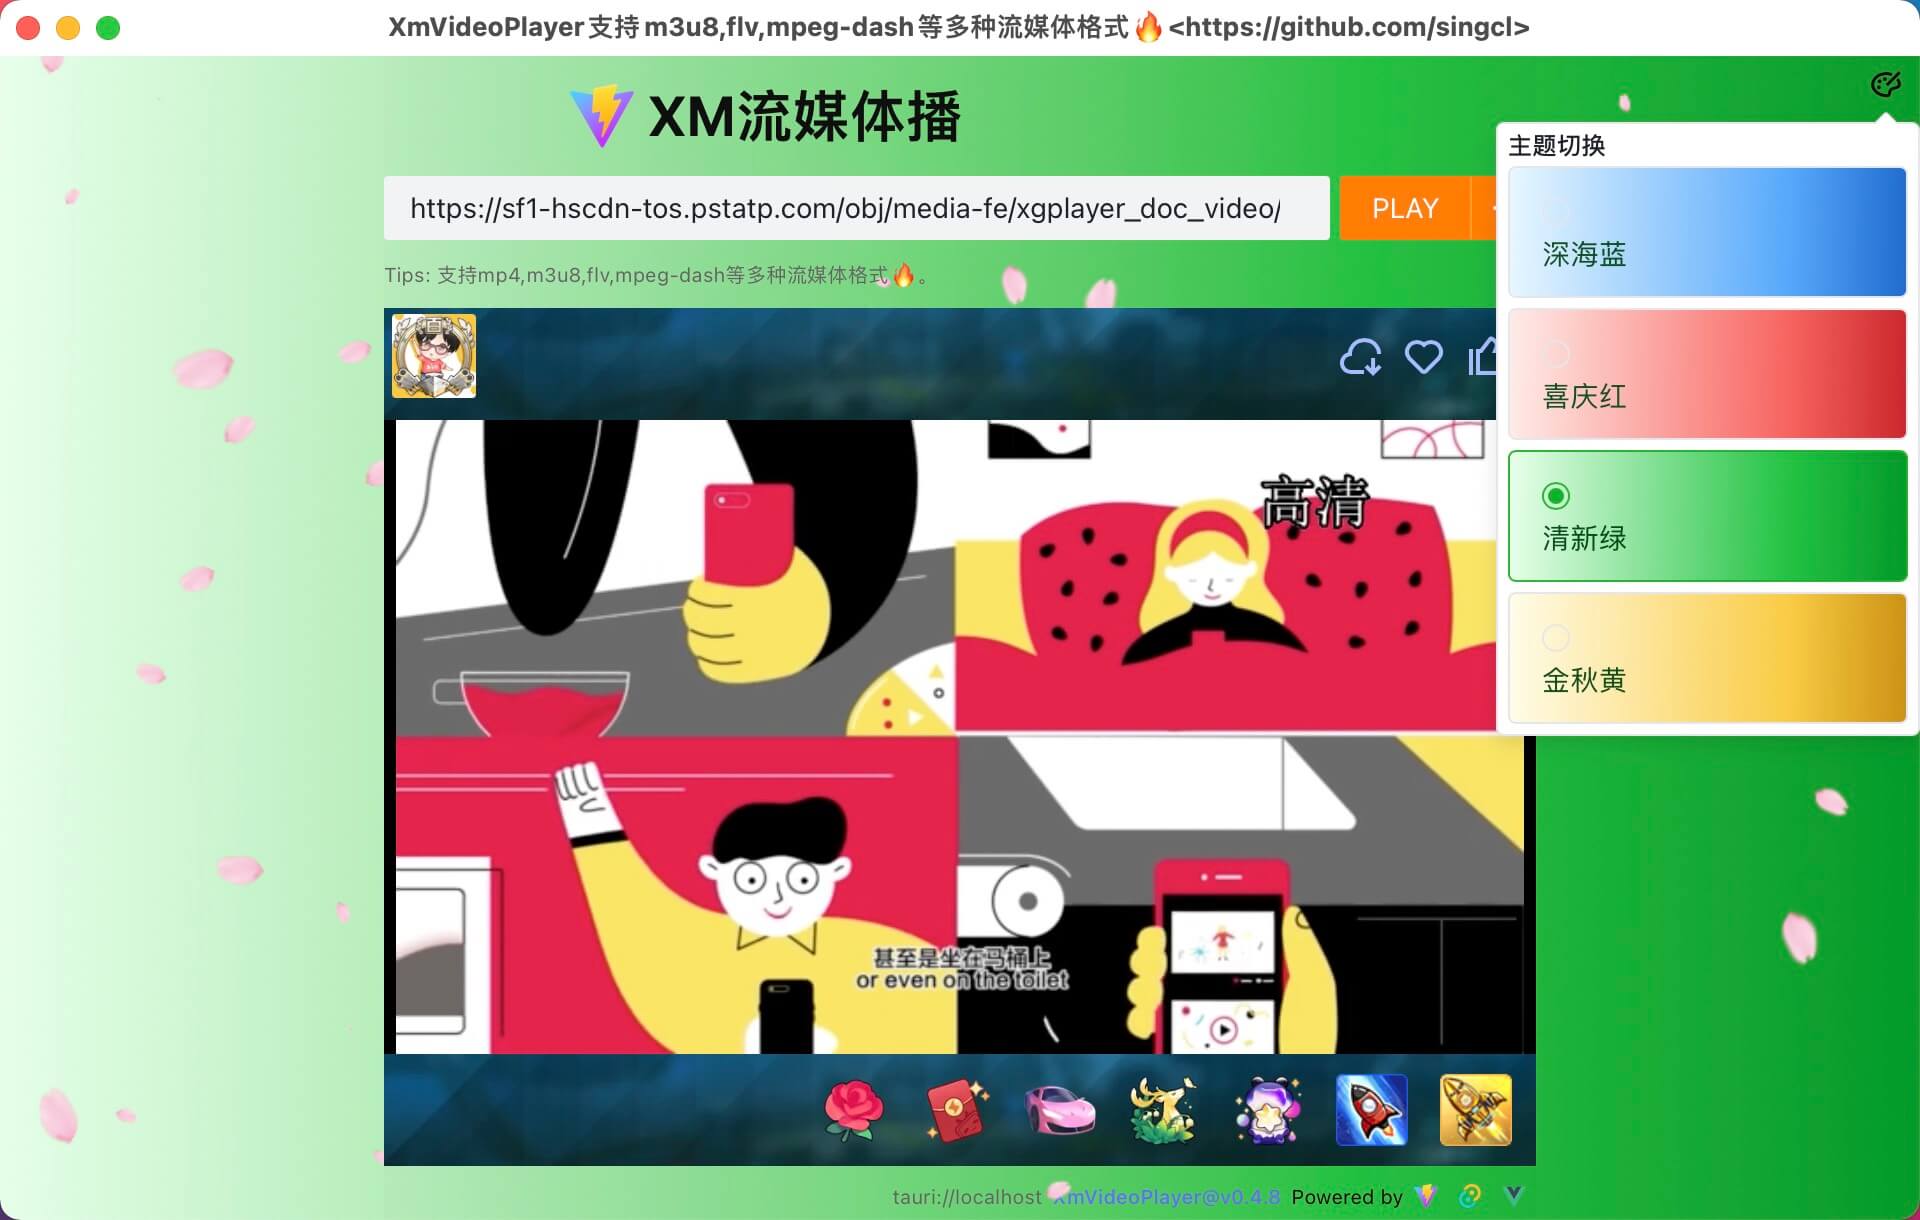 XmVideoPlayer支持m3u8,flv,mpeg-dash等多种流媒体格式🔥<https://github.com/singcl>
XM流媒体播
https://sf1-hscdn-tos.pstatp.com/obj/media-fe/xgplayer_doc_video/
PLAY
Tips: 支持mp4,m3u8,flv,mpeg-dash等多种流媒体格式🔥。
主题切换
深海蓝
喜庆红
清新绿
金秋黄
百
高清
甚至是坐在马桶上
or even on the toilet
tauri://localhost XmVideoPlayer@v0.4.8 Powered by